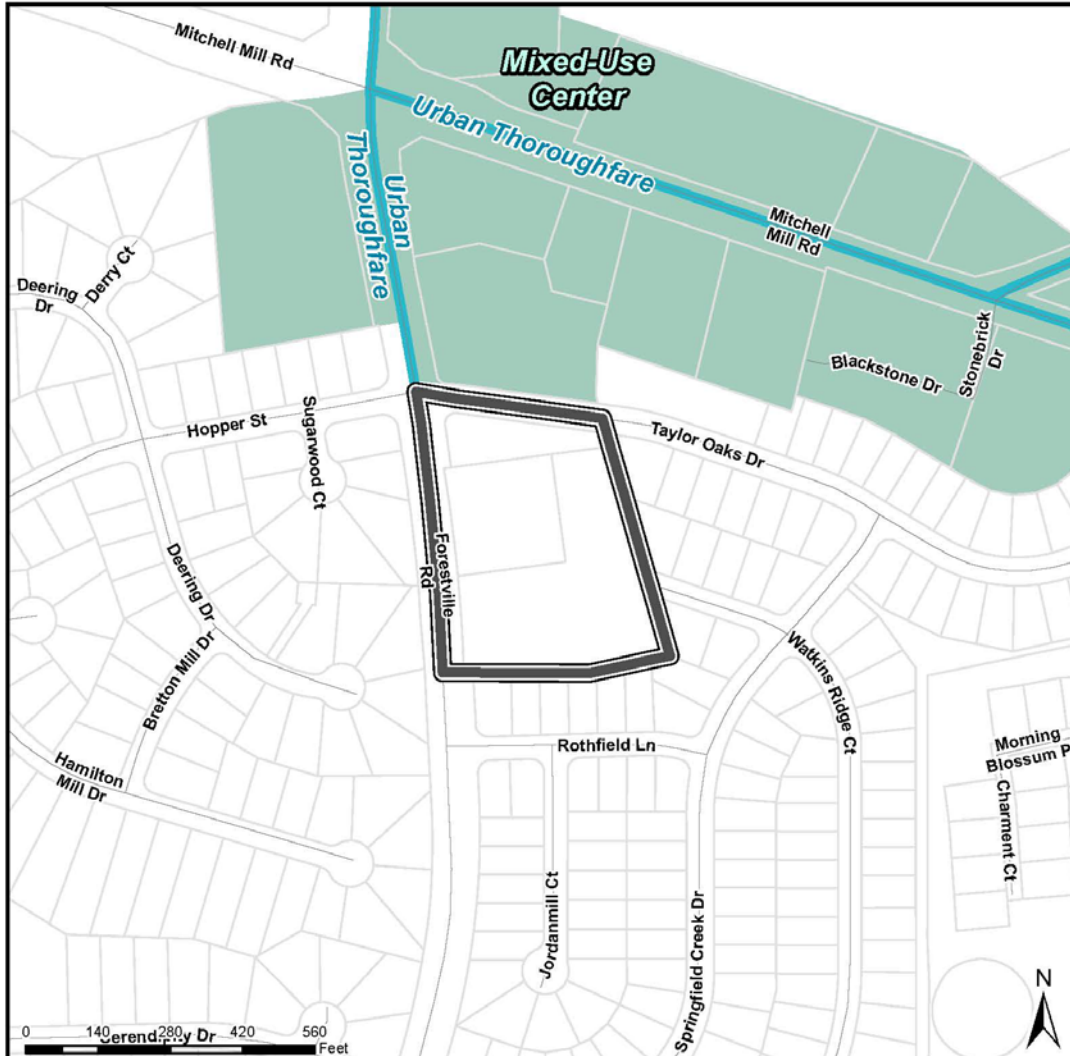 Mitchell Mill Rd
Mixed-Use
Center
Urban Thoroughfare
Urban
Thoroughfare
Mitchell
Mill Rd
Derry Ct
Deering
Dr
Blackstone Dr
Stonebrick
Dr
Hopper St
Sugarwood Ct
Taylor Oaks Dr
Forestville
Rd
Deering Dr
Bretton Mill Dr
Watkins Ridge Ct
Rothfield Ln
Morning
Blossum P
Charment Ct
Hamilton
Mill Dr
Jordanmill Ct
Springfield Creek Dr
N
0 140 280 420 560
Feet
Serendipity Dr